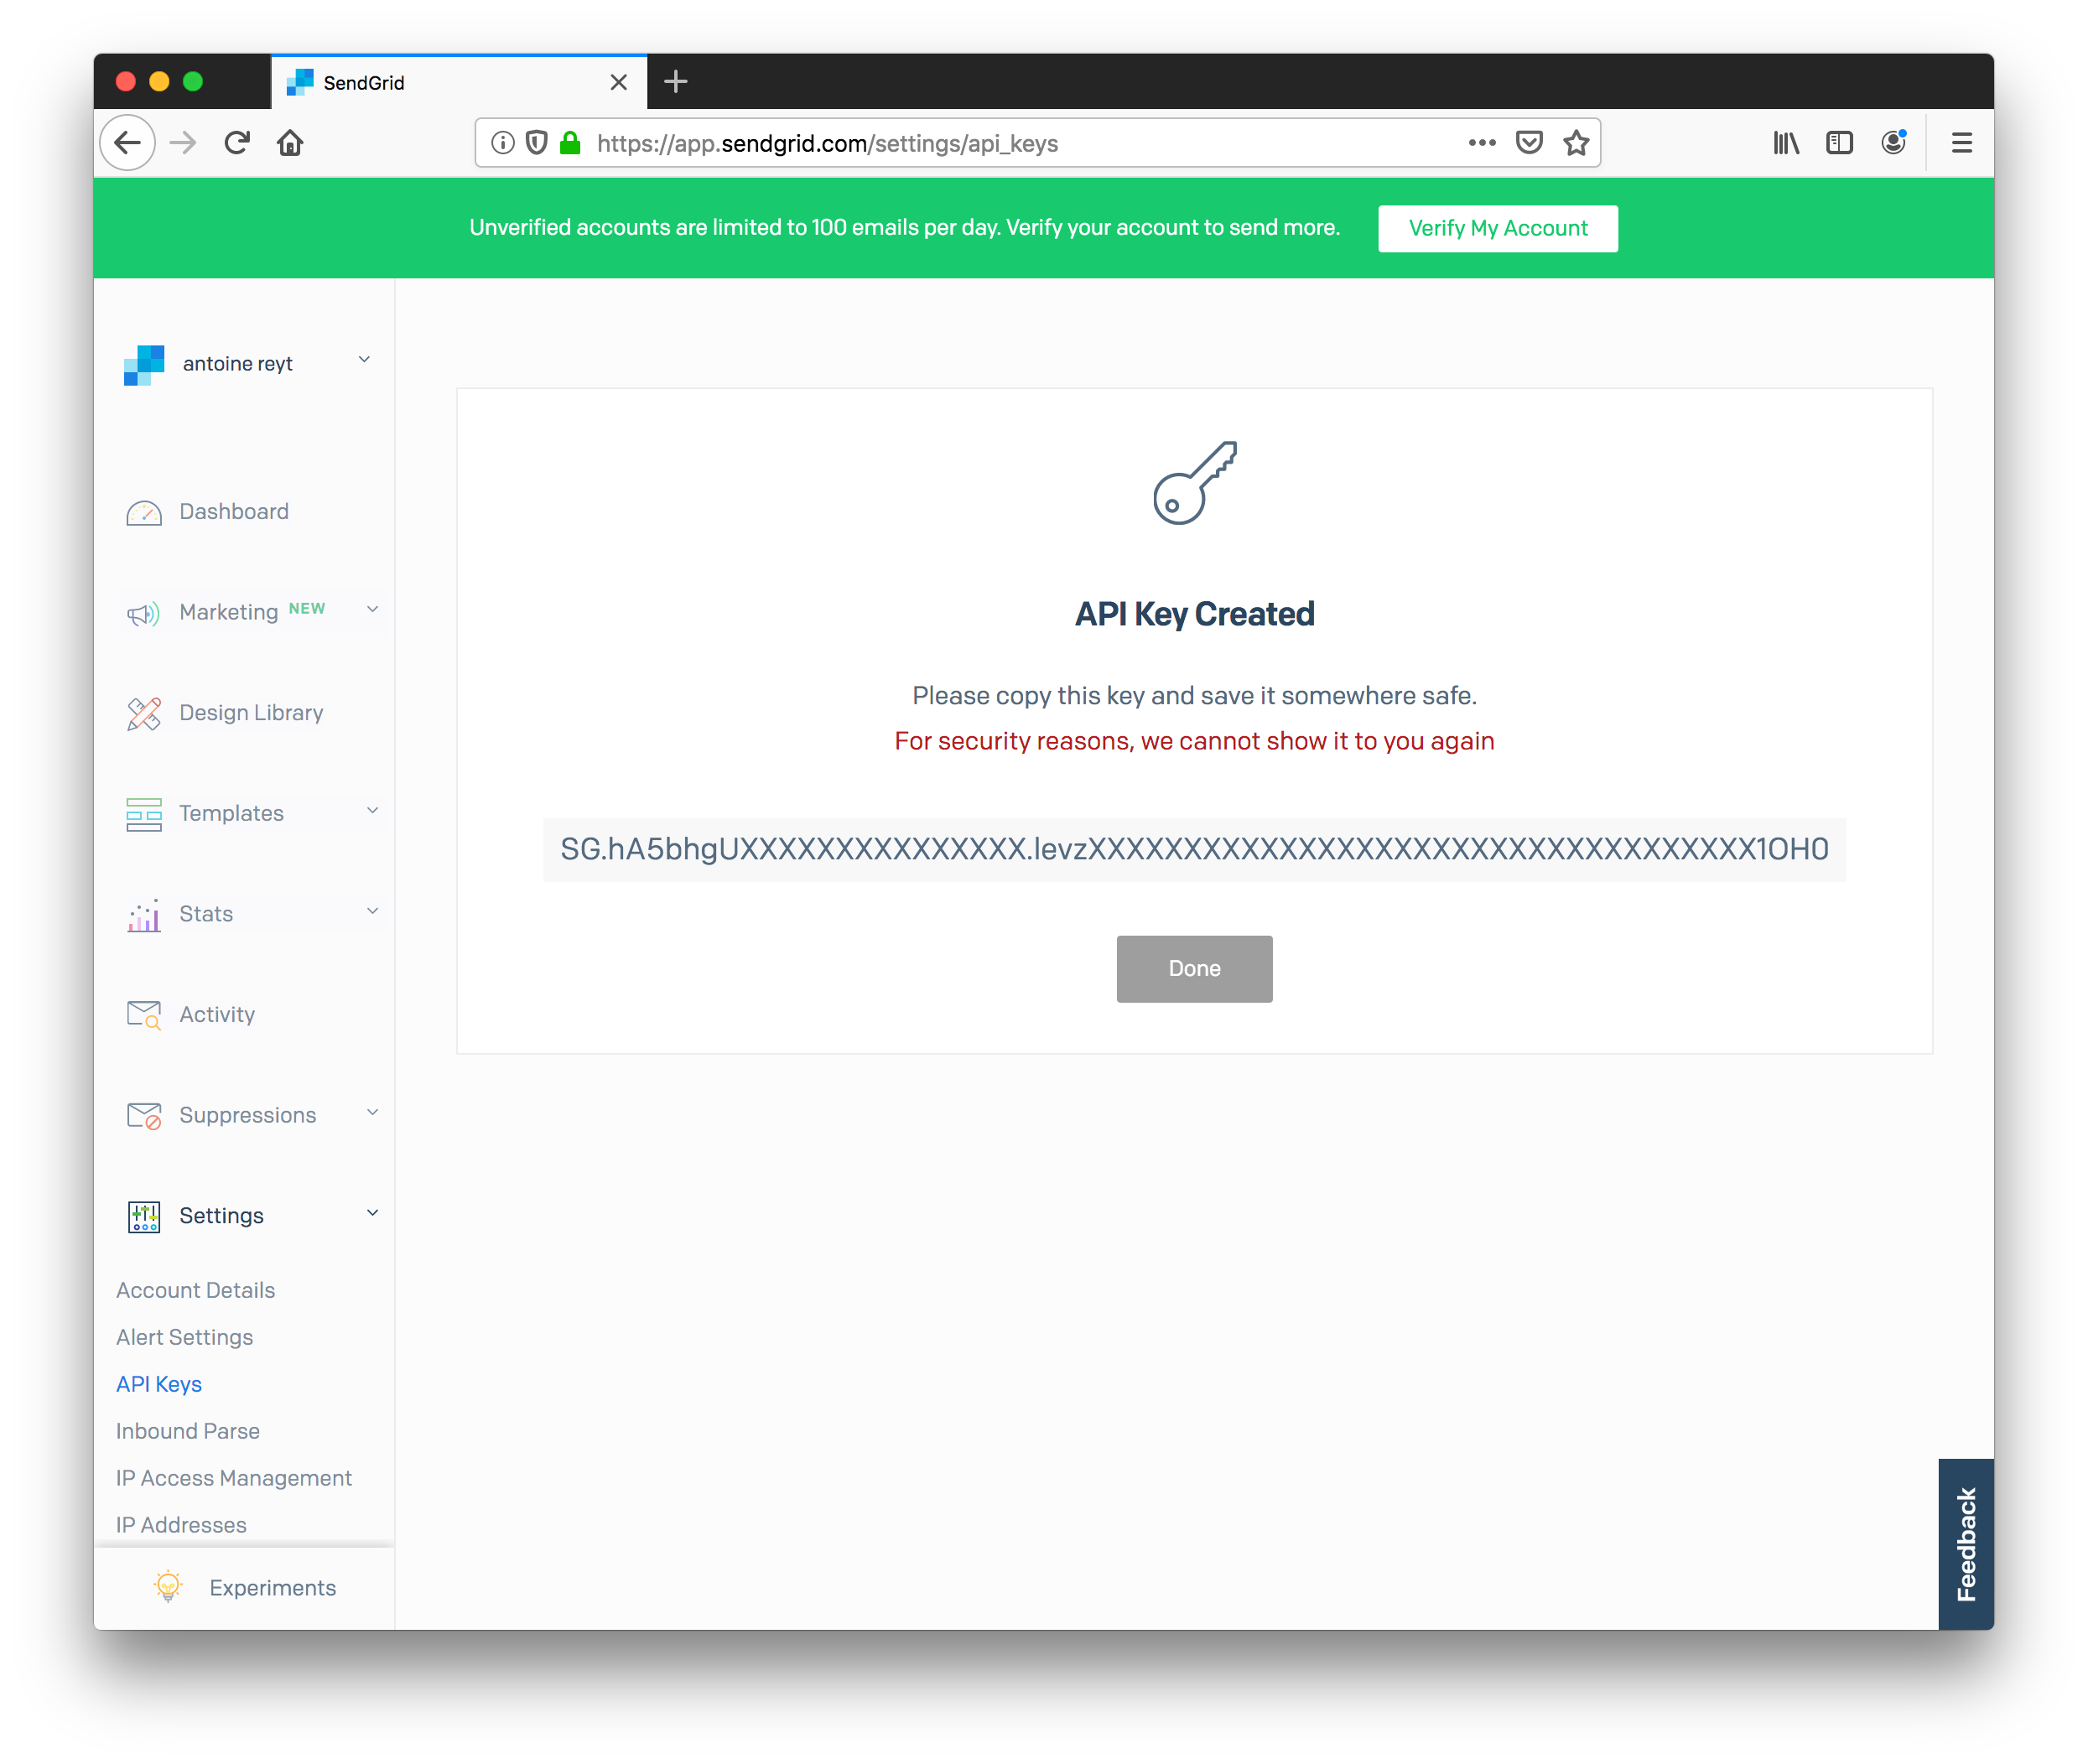 SendGrid
https://app.sendgrid.com/settings/api_keys
Unverified accounts are limited to 100 emails per day. Verify your account to send more.
Verify My Account
antoine reyt
Dashboard
Marketing NEW
Design Library
Templates
Stats
Activity
Suppressions
Settings
Account Details
Alert Settings
API Keys
Inbound Parse
IP Access Management
IP Addresses
Experiments
API Key Created
Please copy this key and save it somewhere safe.
For security reasons, we cannot show it to you again
SG.hA5bhgUXXXXXXXXXXXXXXX.levzXXXXXXXXXXXXXXXXXXXXXXXXXXXXXXXXXXX1OH0
Done
Feedback